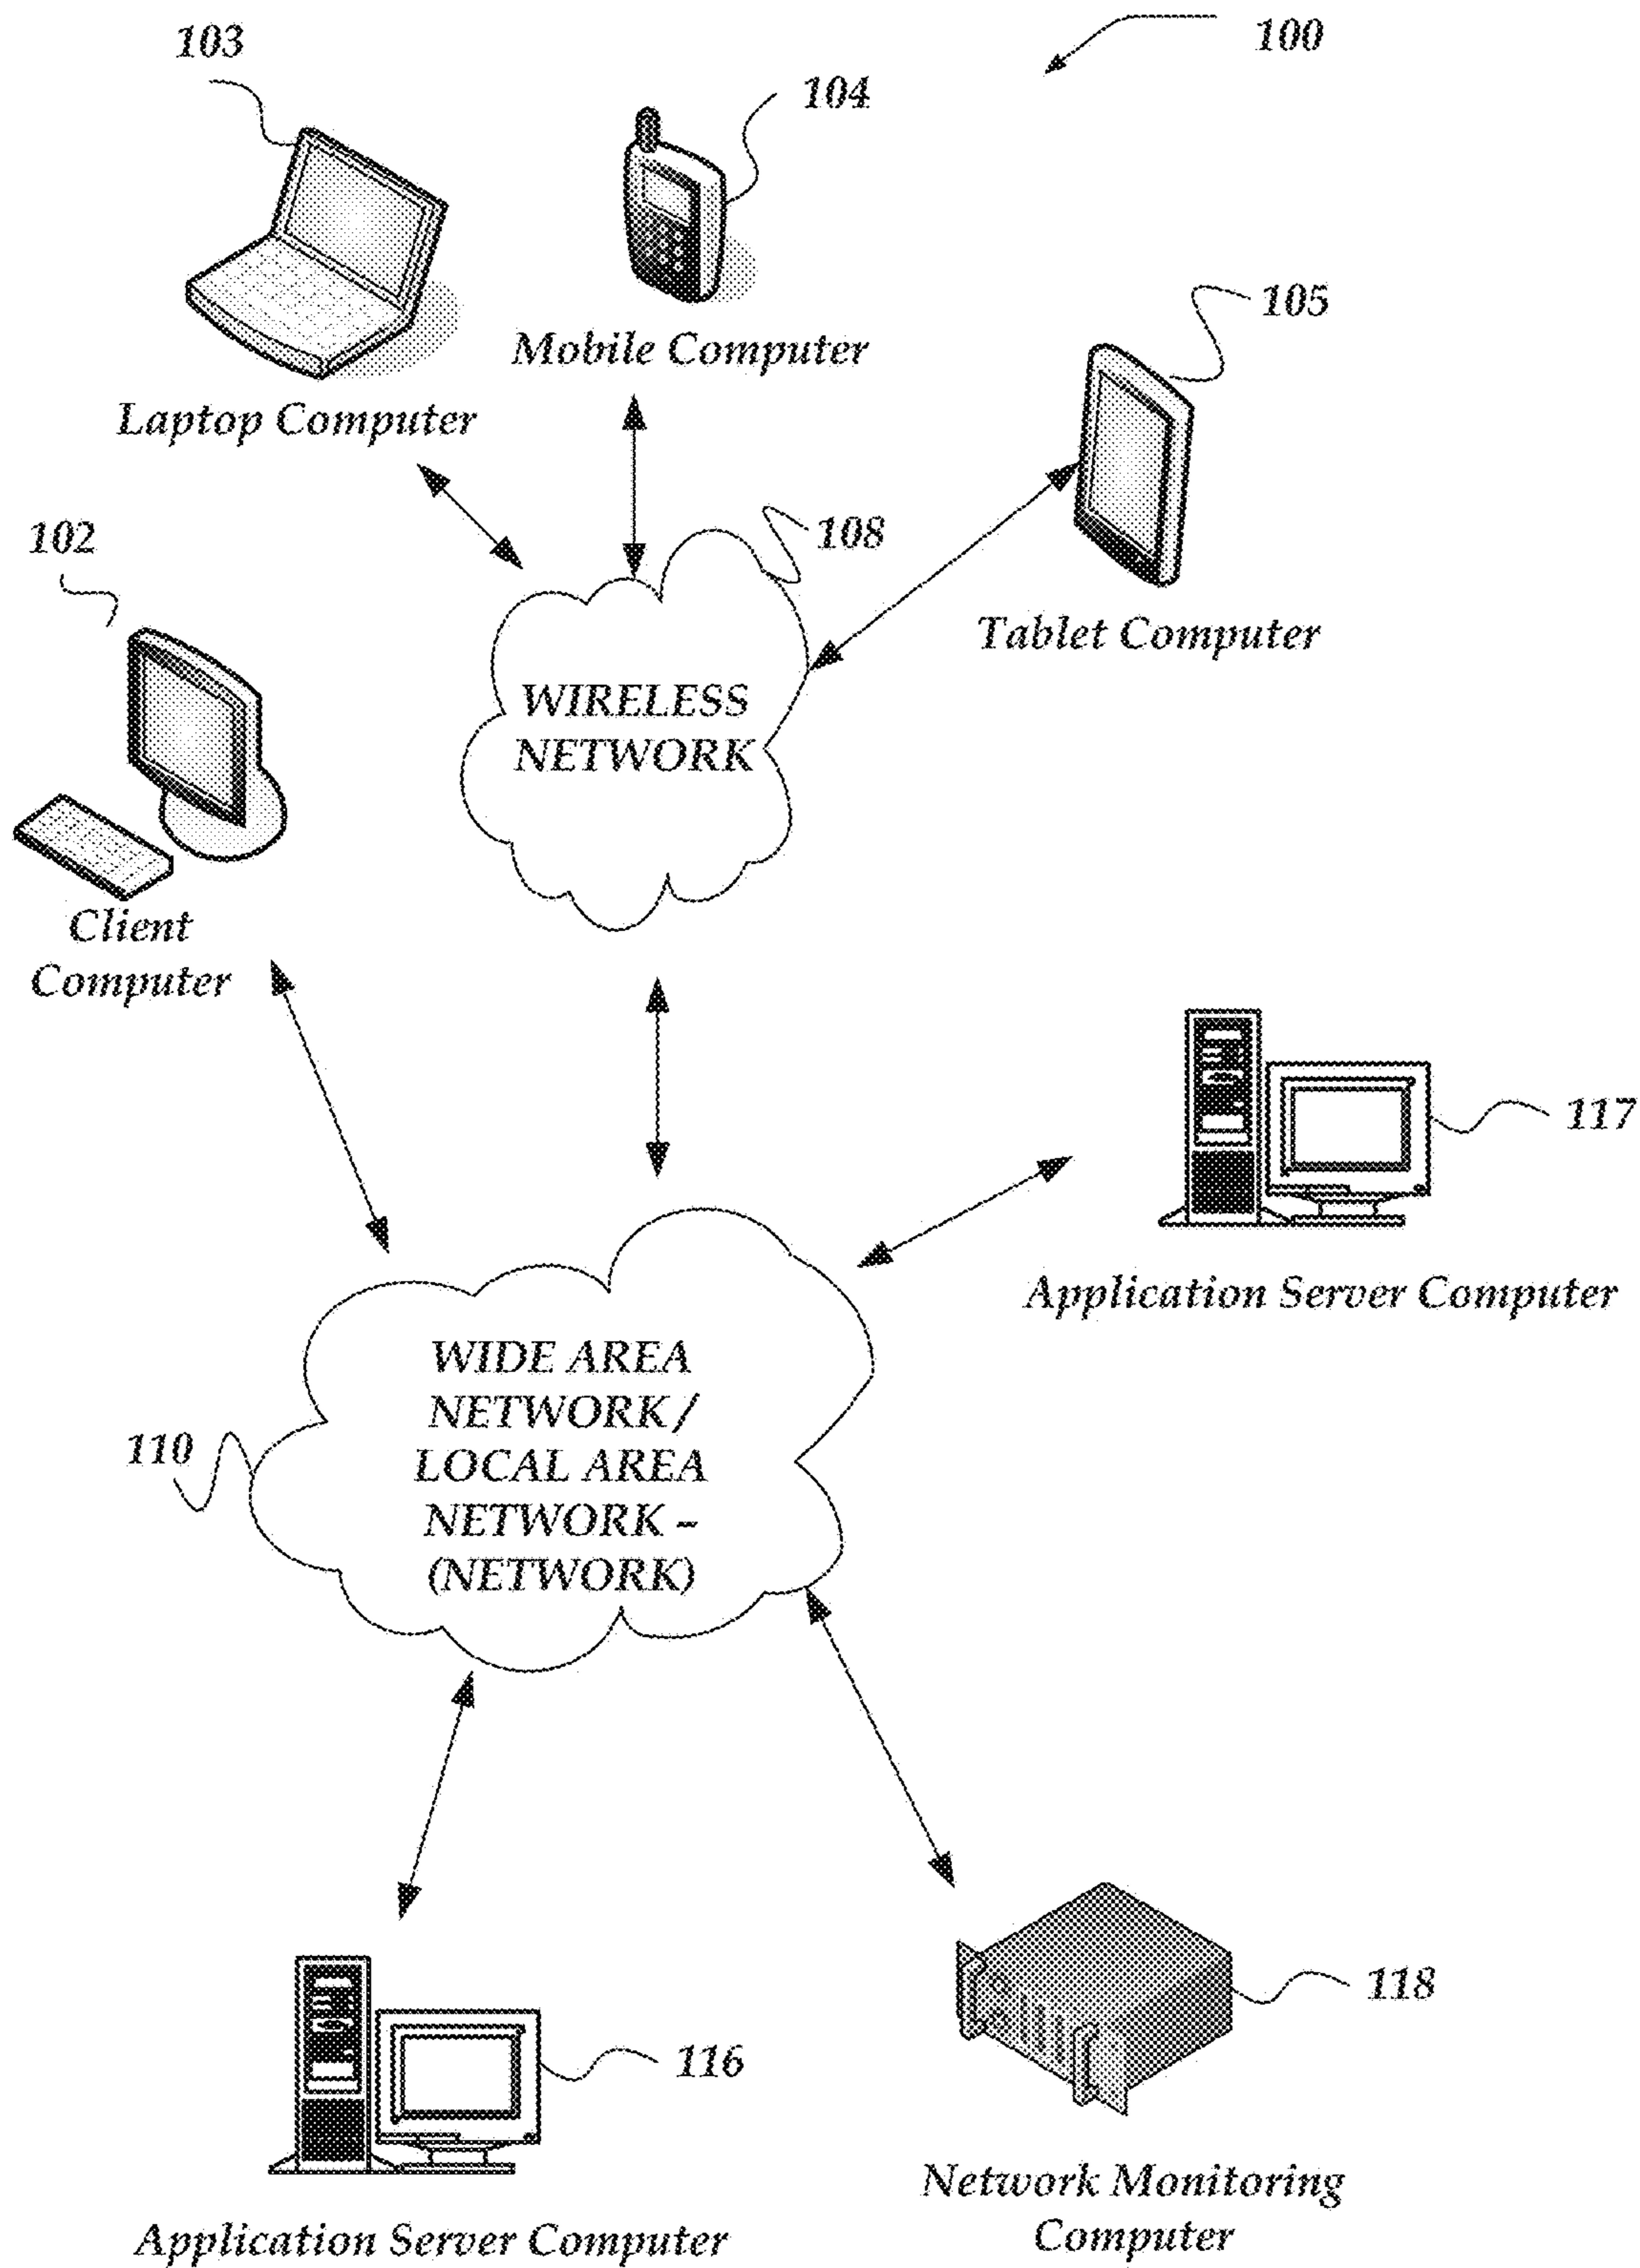 103
100
104
105
Mobile Computer
Laptop Computer
102
108
Tablet Computer
WIRELESS
NETWORK
Client
Computer
117
Application Server Computer
WIDE AREA
NETWORK /
LOCAL AREA
NETWORK –
(NETWORK)
110
118
116
Network Monitoring
Computer
Application Server Computer